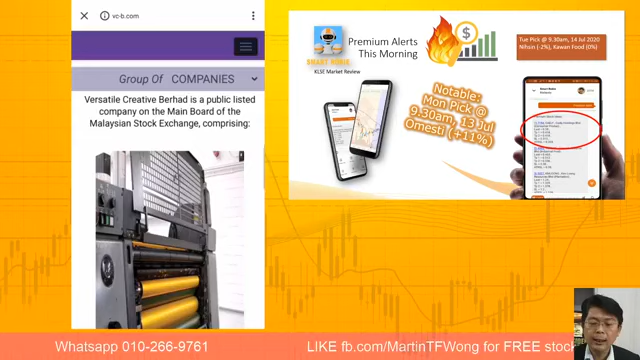 vc-b.com
Group Of COMPANIES
Versatile Creative Berhad is a public listed
company on the Main Board of the
Malaysian Stock Exchange, comprising:
SMART ROBIE
KLSE Market Review
Premium Alerts
This Morning
Tue Pick @ 9.30am, 14 Jul 2020
Nihsin (-2%), Kawan Food (0%)
Notable:
Mon Pick @
9.30am, 13 Jul
Omesti (+11%)
Whatsapp 010-266-9761
LIKE fb.com/MartinTFWong for FREE stock